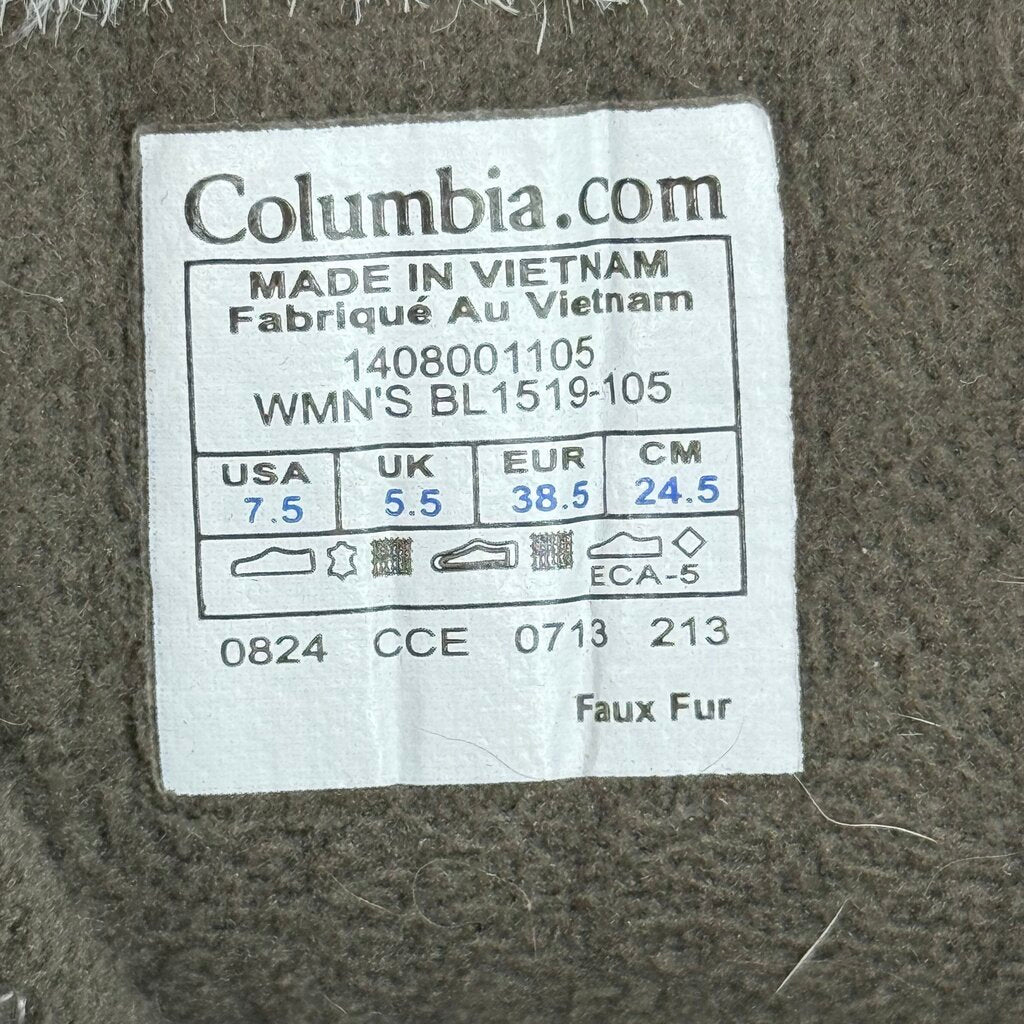 Columbia.com
MADE IN VIETNAM
Fabriqué Au Vietnam
1408001105
WMN'S BL1519-105
USA UK EUR CM
7.5 5.5 38.5 24.5
ECA-5
0824 CCE 0713 213
Faux Fur